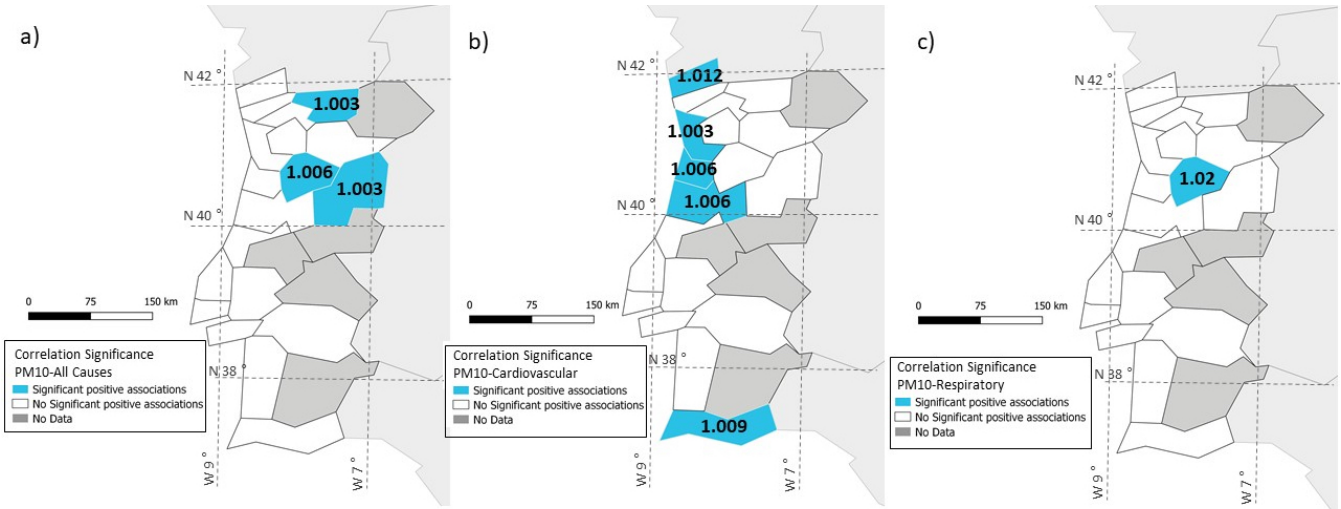 a)
N 42 °
1.003
1.006
1.003
N 40 °
0 75 150 km
Correlation Significance
PM10-All Causes
Significant positive associations
No Significant positive associations
No Data
N 38 °
W 9 °
W 7 °
b)
N 42 °
1.012
1.003
1.006
1.006
N 40 °
0 75 150 km
Correlation Significance
PM10-Cardiovascular
Significant positive associations
No Significant positive associations
No Data
N 38 °
1.009
W 9 °
W 7 °
c)
N 42 °
1.02
N 40 °
0 75 150 km
Correlation Significance
PM10-Respiratory
Significant positive associations
No Significant positive associations
No Data
N 38 °
W 9 °
W 7 °